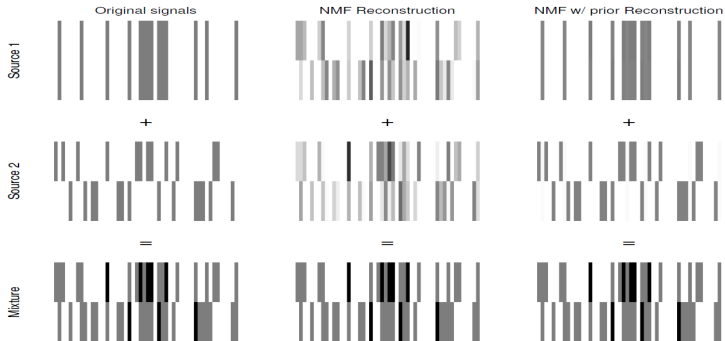 Original signals
NMF Reconstruction
NMF w/ prior Reconstruction
Source 1
+
+
+
Source 2
=
=
=
Mixture